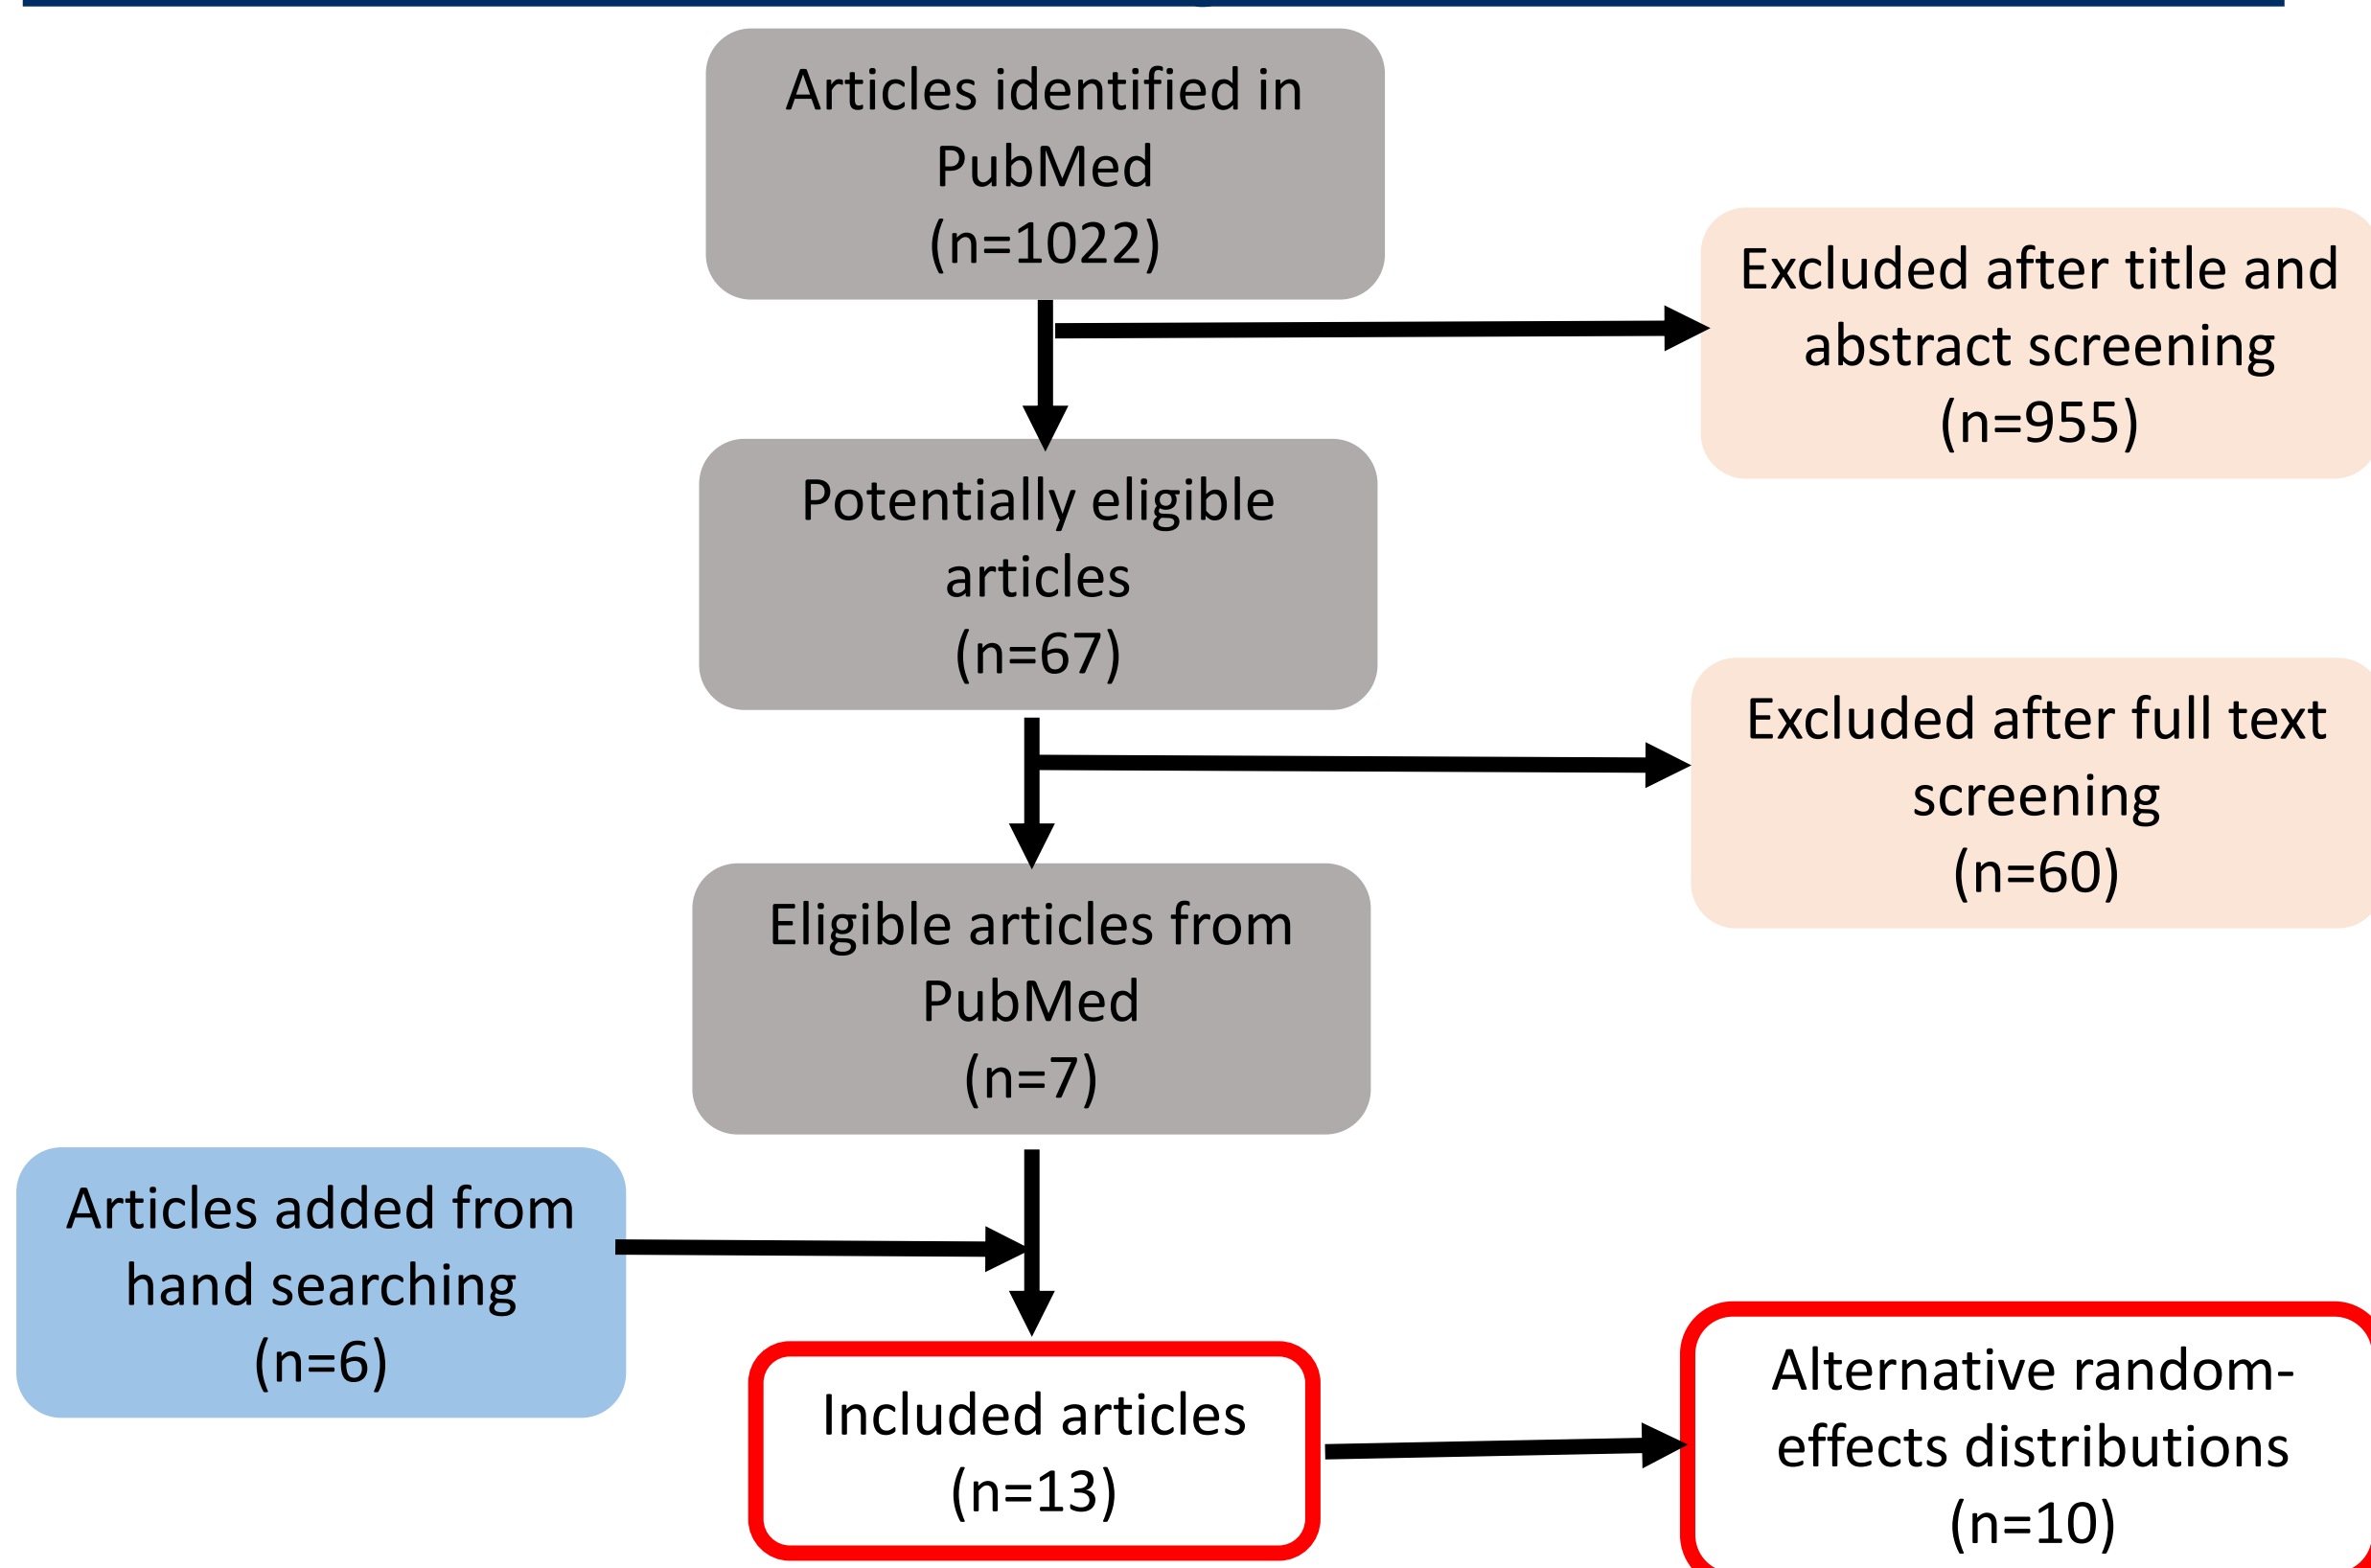 Articles identified in
PubMed
(n=1022)
Excluded after title and
abstract screening
(n=955)
Potentially eligible
articles
(n=67)
Excluded after full text
screening
(n=60)
Eligible articles from
PubMed
(n=7)
Articles added from
hand searching
(n=6)
Included articles
(n=13)
Alternative random-
effects distributions
(n=10)